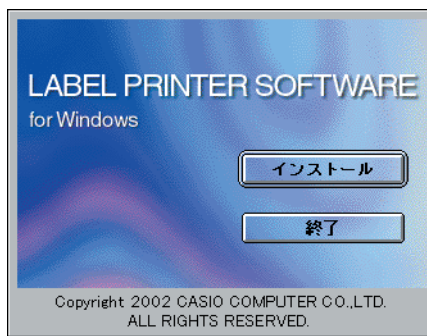 LABEL PRINTER SOFTWARE
for Windows
インストール
終了
Copyright 2002 CASIO COMPUTER CO.,LTD.
ALL RIGHTS RESERVED.